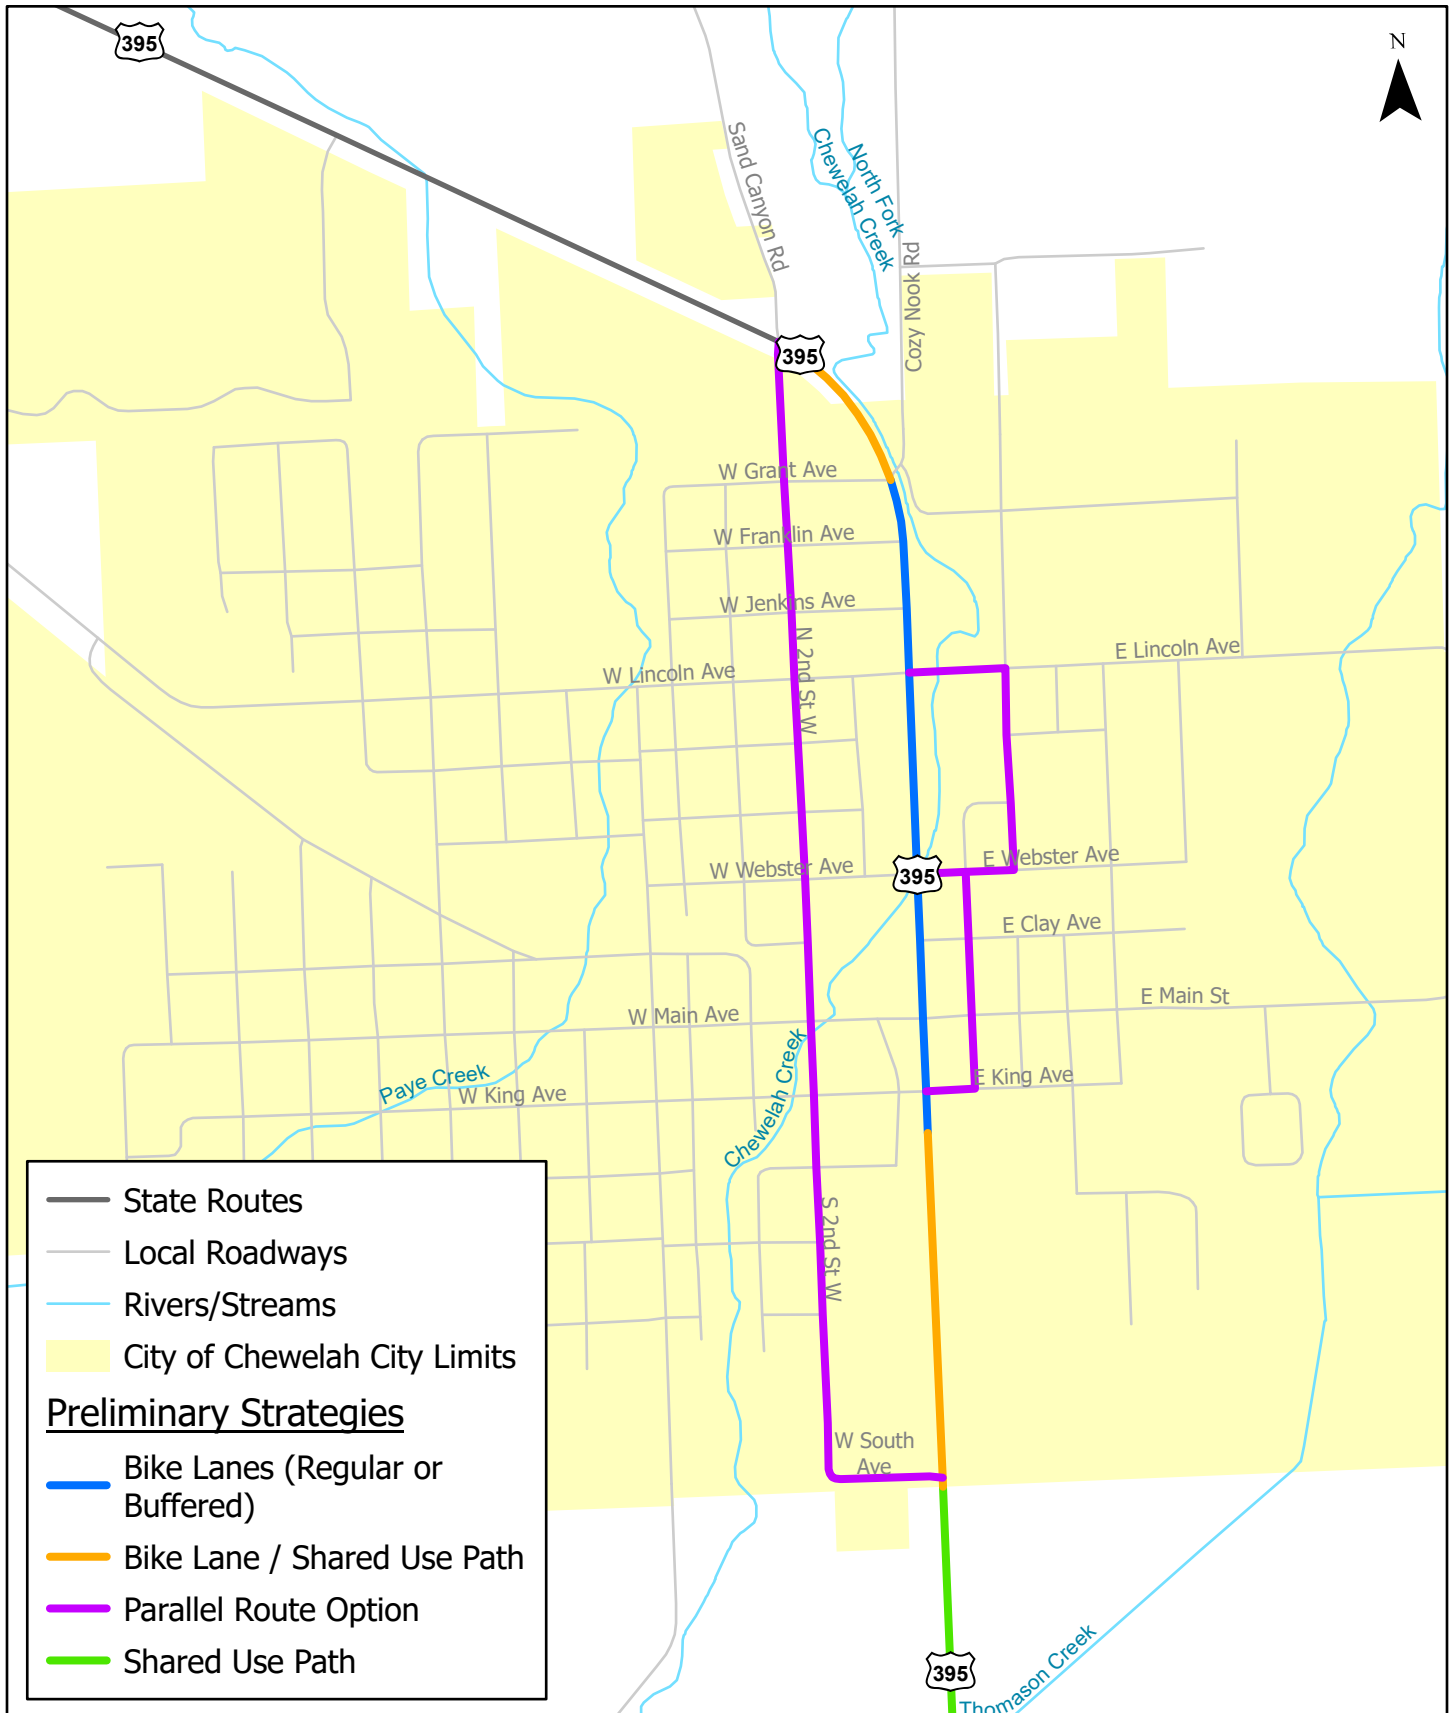 395
N
Sand Canyon Rd
North Fork
Chewelah Creek
Cozy Nook Rd
395
W Grant Ave
W Franklin Ave
W Jenkins Ave
N 2nd St W
E Lincoln Ave
W Lincoln Ave
W Webster Ave
395
E Webster Ave
E Clay Ave
E Main St
W Main Ave
Chewelah Creek
Paye Creek
W King Ave
E King Ave
S 2nd St W
W South
Ave
395
Thomason Creek
State Routes
Local Roadways
Rivers/Streams
City of Chewelah City Limits
Preliminary Strategies
Bike Lanes (Regular or
Buffered)
Bike Lane / Shared Use Path
Parallel Route Option
Shared Use Path